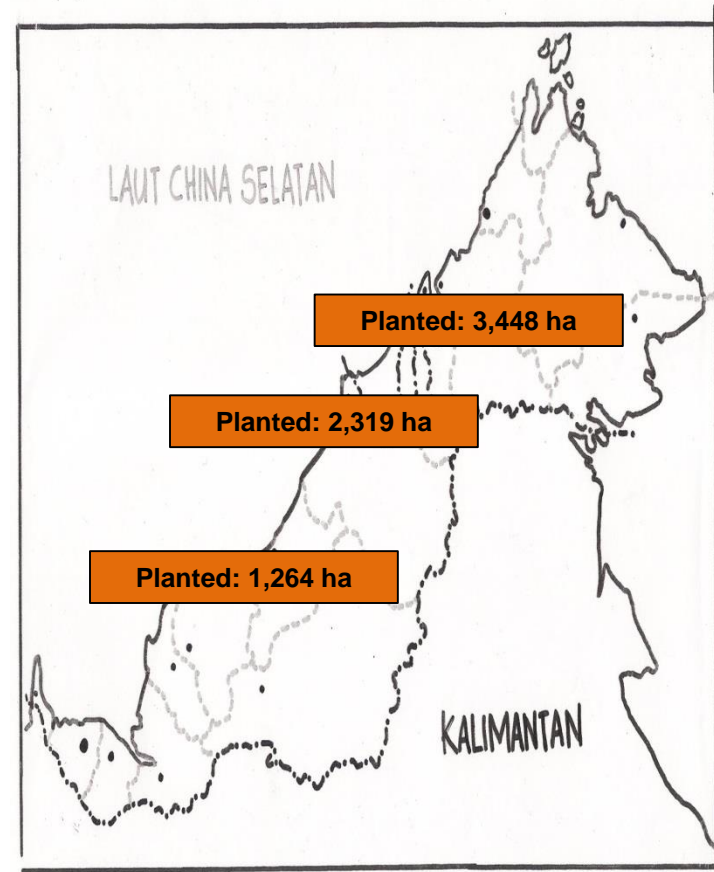 LAUT CHINA SELATAN
Planted: 3,448 ha
Planted: 2,319 ha
Planted: 1,264 ha
KALIMANTAN